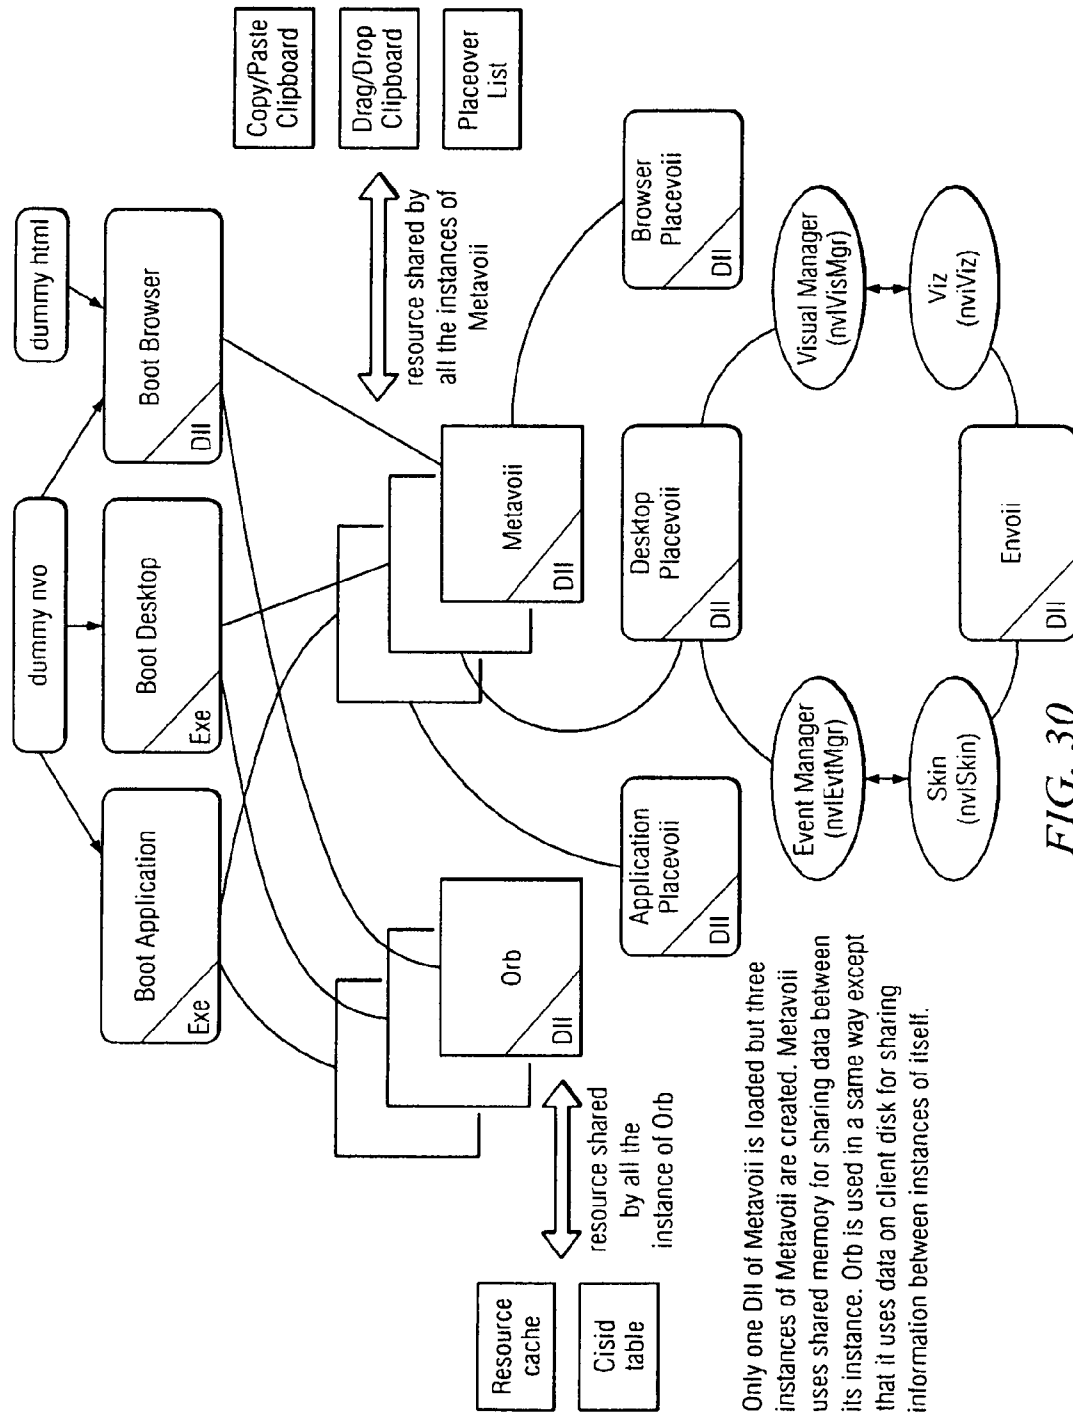 dummy nvo
dummy html
Boot Application
Exe
Boot Desktop
Exe
Boot Browser
Dll
Copy/Paste
Clipboard
Drag/Drop
Clipboard
Placeover
List
resource shared by
all the instances of
Metavoii
Resource
cache
Cisid
table
resource shared
by all the
instance of Orb
Orb
Dll
Metavoii
Dll
Application
Placevoii
Dll
Desktop
Placevoii
Dll
Browser
Placevoii
Dll
Event Manager
(nvlEvtMgr)
Visual Manager
(nvlVisMgr)
Skin
(nvlSkin)
Viz
(nviViz)
Envoii
Dll
Only one Dll of Metavoii is loaded but three
instances of Metavoii are created. Metavoii
uses shared memory for sharing data between
its instance. Orb is used in a same way except
that it uses data on client disk for sharing
information between instances of itself.
FIG. 30